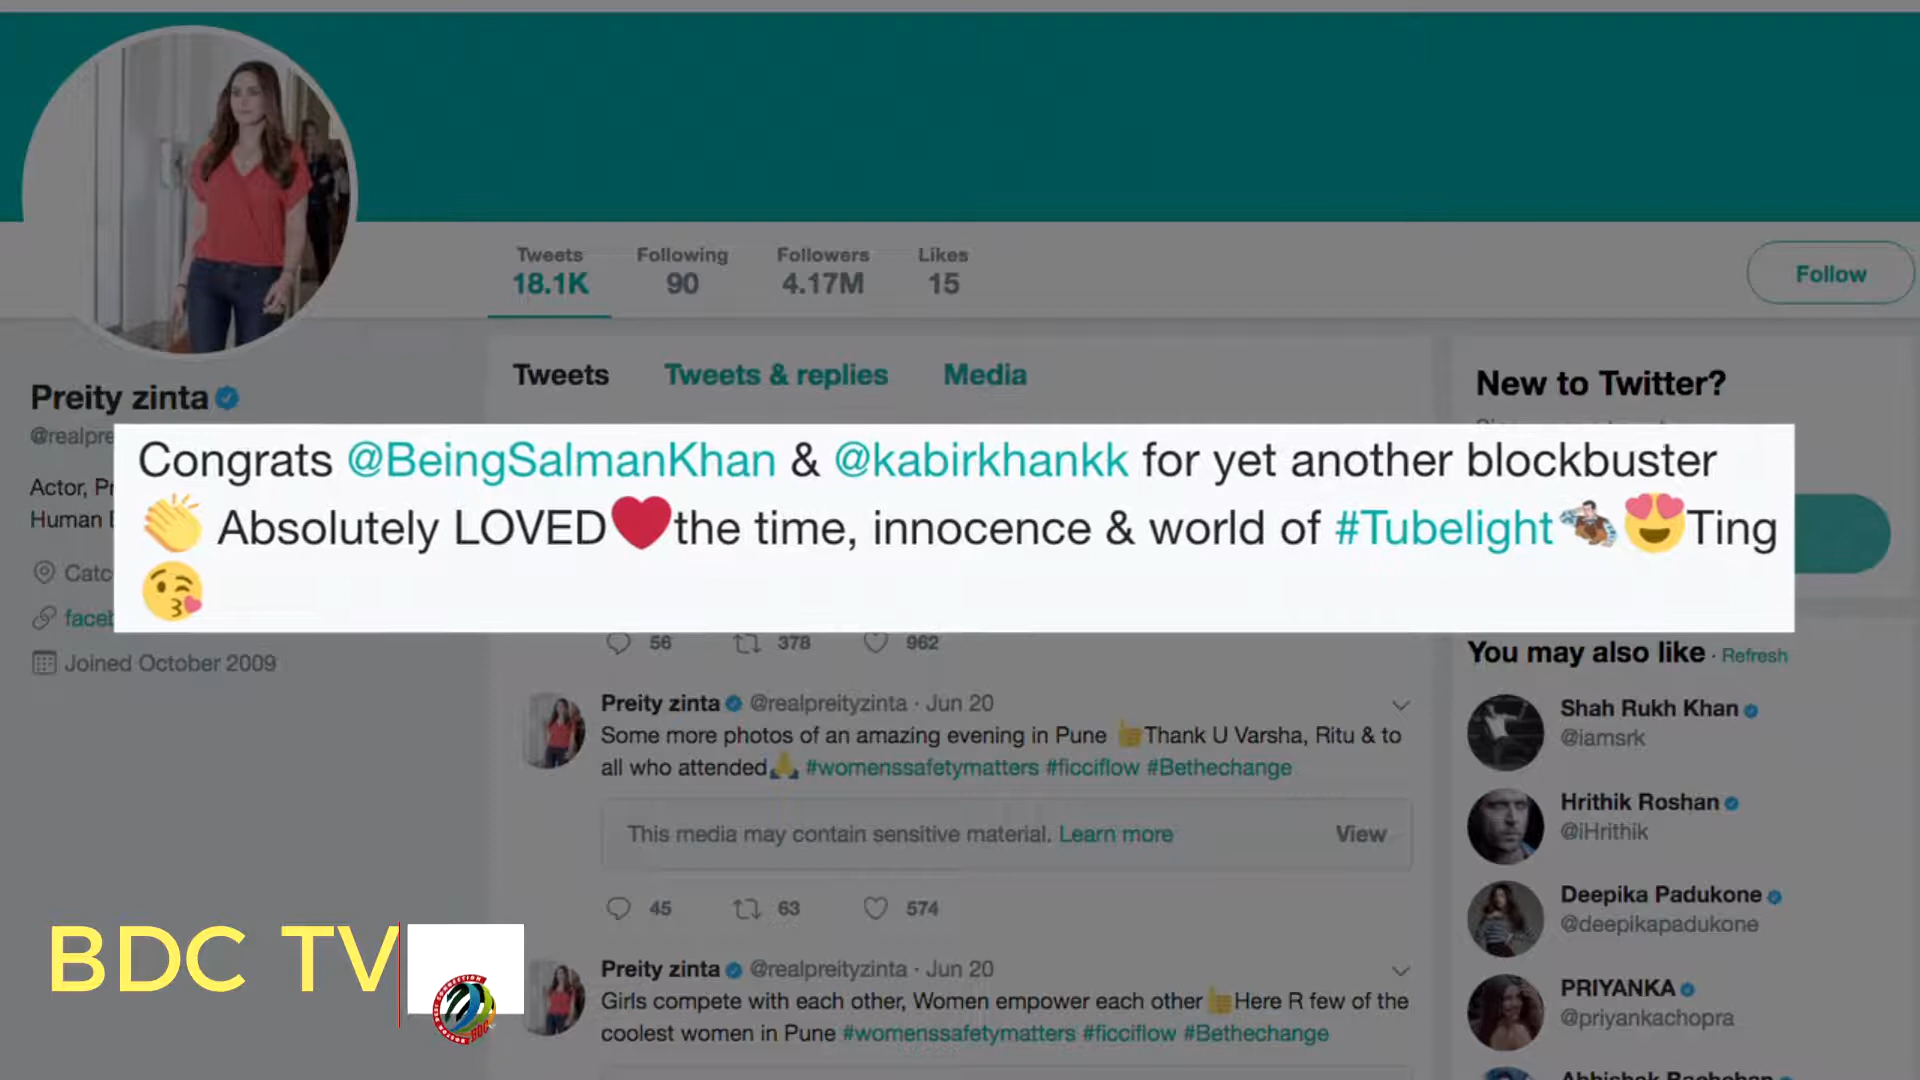 Tweets
18.1K
Following
90
Followers
4.17M
Likes
15
Follow
Preity zinta
@realpre
Actor, Pr
Human
Catc
faceb
Joined October 2009
Tweets
Tweets & replies
Media
Congrats @BeingSalmanKhan & @kabirkhankk for yet another blockbuster
👏 Absolutely LOVED❤️the time, innocence & world of #Tubelight😍Ting
😘
56
378
962
Preity zinta @realpreityzinta · Jun 20
Some more photos of an amazing evening in Pune 👍Thank U Varsha, Ritu & to
all who attended🙏 #womenssafetymatters #ficciflow #Bethechange
This media may contain sensitive material. Learn more
View
45
63
574
Preity zinta @realpreityzinta · Jun 20
Girls compete with each other, Women empower each other 👍Here R few of the
coolest women in Pune #womenssafetymatters #ficciflow #Bethechange
New to Twitter?
You may also like · Refresh
Shah Rukh Khan
@iamsrk
Hrithik Roshan
@iHrithik
Deepika Padukone
@deepikapadukone
PRIYANKA
@priyankachopra
Abhishek Bachchan
BDC TV
BDC